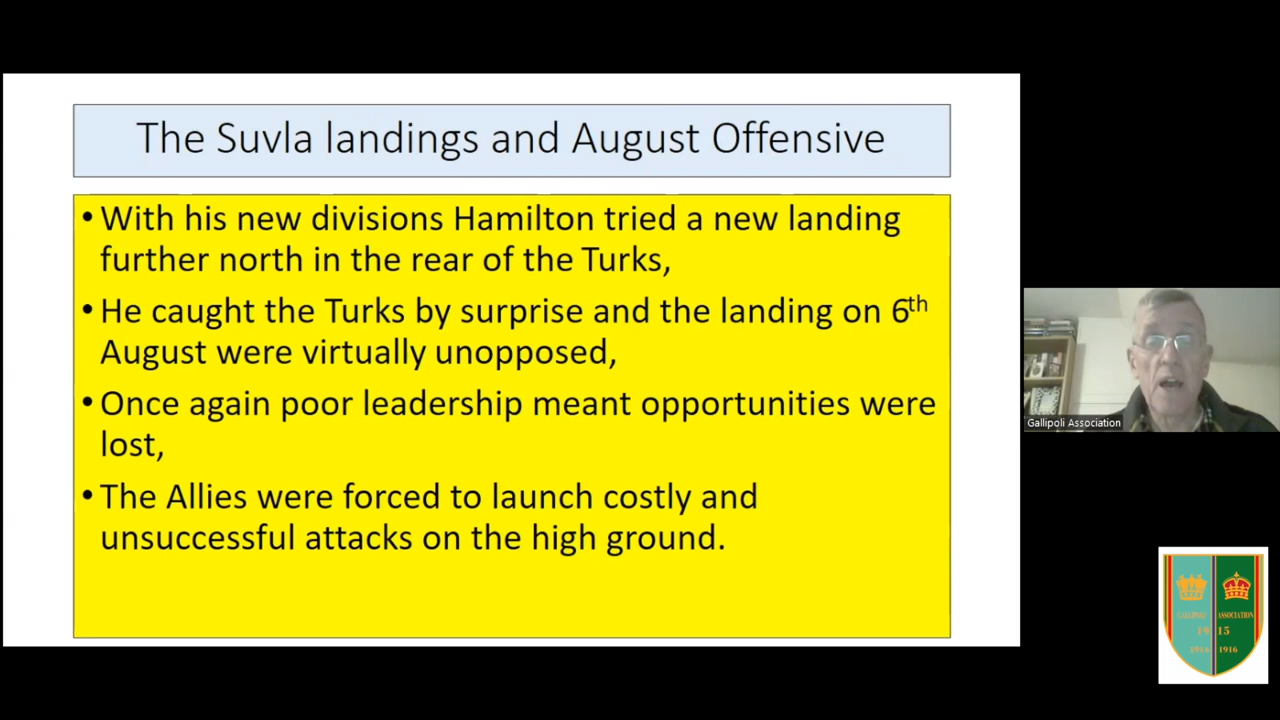 The Suvla landings and August Offensive
• With his new divisions Hamilton tried a new landing
further north in the rear of the Turks,
• He caught the Turks by surprise and the landing on 6th
August were virtually unopposed,
• Once again poor leadership meant opportunities were
lost,
• The Allies were forced to launch costly and
unsuccessful attacks on the high ground.
Gallipoli Association
GALLIPOLI ASSOCIATION
1915
1916